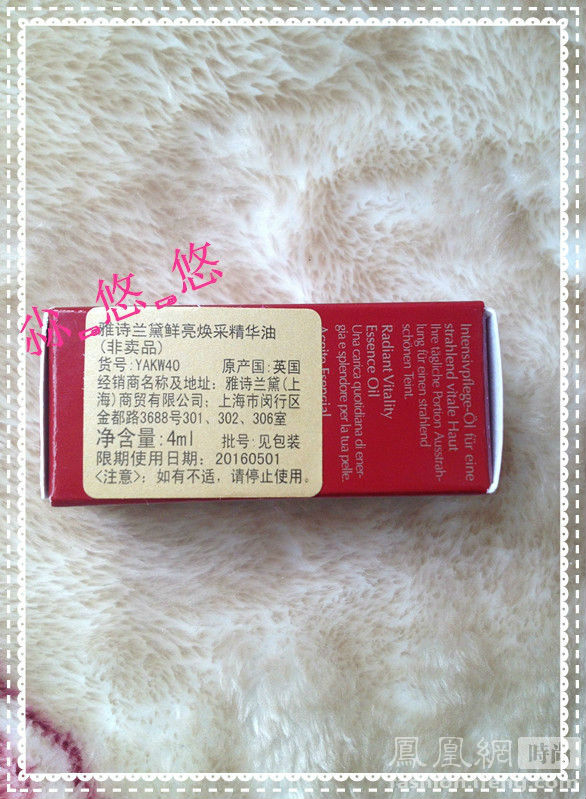 孙_悠_悠
雅诗兰黛鲜亮焕采精华油
(非卖品)
货号:YAKW40 原产国:英国
经销商名称及地址:雅诗兰黛(上
海)商贸有限公司:上海市闵行区
金都路3688号301、302、306室
净含量:4ml 批号:见包装
限期使用日期:20160501
<注意>:如有不适,请停止使用。
Intensivpflege-Öl für eine
strahlend vitale Haut
Ihre tägliche Portion Ausstrah-
lung für einen strahlend
schönen Teint.
Radiant Vitality
Essence Oil
Una carica quotidiana di ener-
gia e splendore per la tua pelle.
鳳凰網 時尚